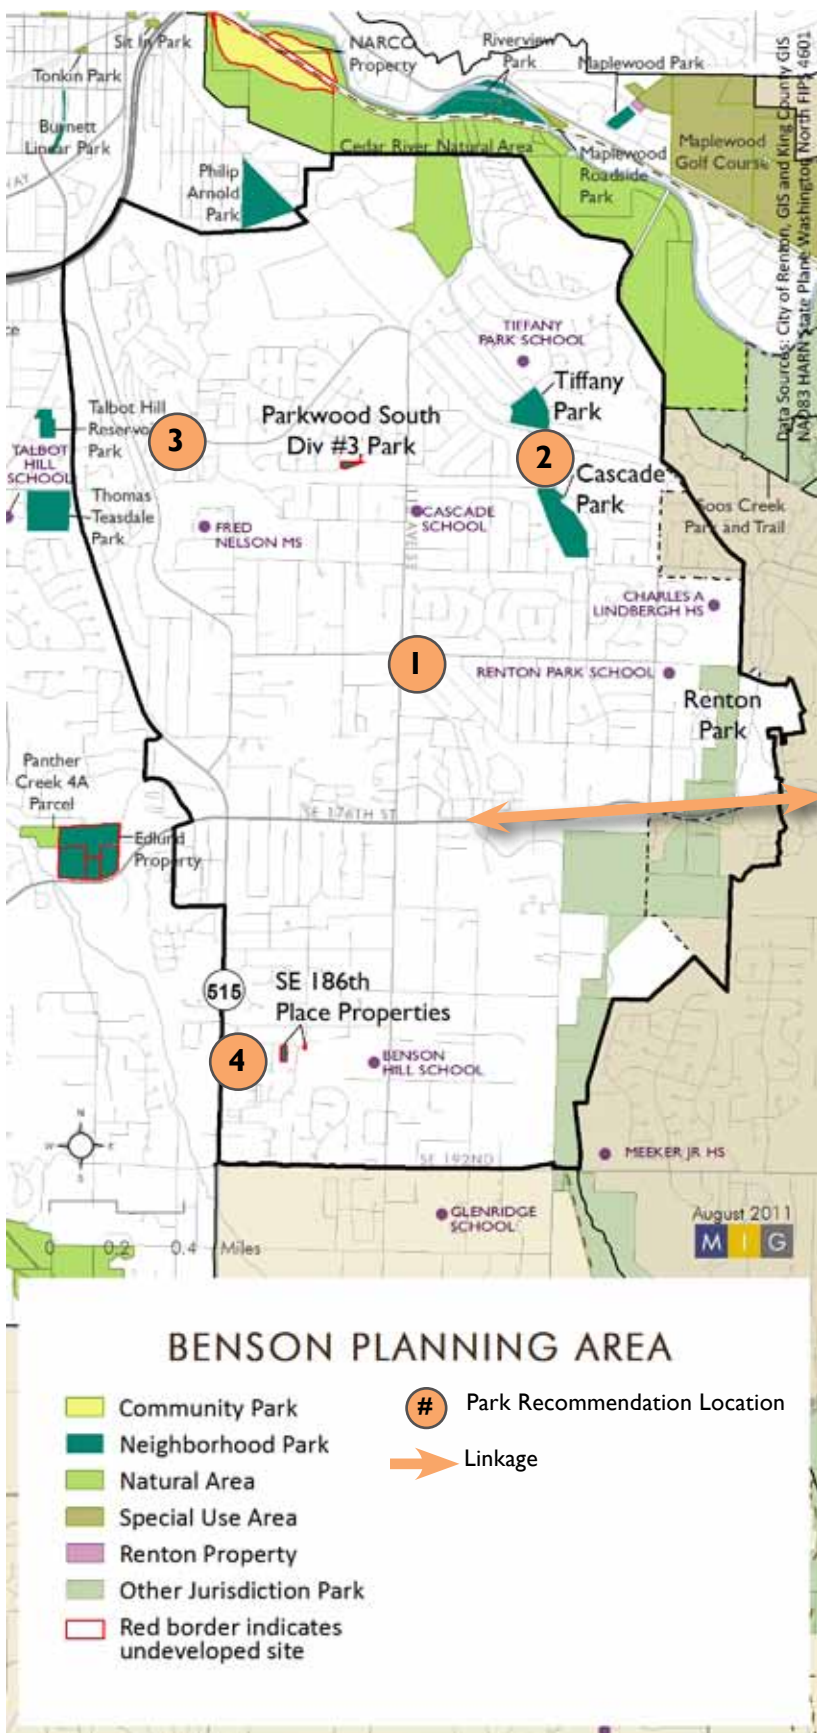 Sit In Park
NARCO
Property
Riverview
Park
Maplewood Park
Tonkin Park
Burnett
Linear Park
Cedar River Natural Area
Maplewood
Golf Course
Maplewood
Roadside
Park
Philip
Arnold
Park
WAY
Data Sources: City of Renton, GIS and King County GIS
NAD83 HARN State Plane Washington North FIPS 4601
TIFFANY
PARK SCHOOL
Tiffany
Park
Talbot Hill
Reservoir
Park
3
Parkwood South
Div #3 Park
2
TALBOT
HILL
SCHOOL
Cascade
Park
Thomas
Teasdale
Park
FRED
NELSON MS
CASCADE
SCHOOL
Soos Creek
Park and Trail
CHARLES A
LINDBERGH HS
1
RENTON PARK SCHOOL
Renton
Park
Panther
Creek 4A
Parcel
SE 176TH ST
Edlund
Property
515
SE 186th
Place Properties
4
BENSON
HILL SCHOOL
N
W E
S
SE 192ND
MEEKER JR HS
GLENRIDGE
SCHOOL
August 2011
0 0.2 0.4 Miles
M I G
BENSON PLANNING AREA
Community Park
Neighborhood Park
Natural Area
Special Use Area
Renton Property
Other Jurisdiction Park
Red border indicates
undeveloped site
# Park Recommendation Location
Linkage